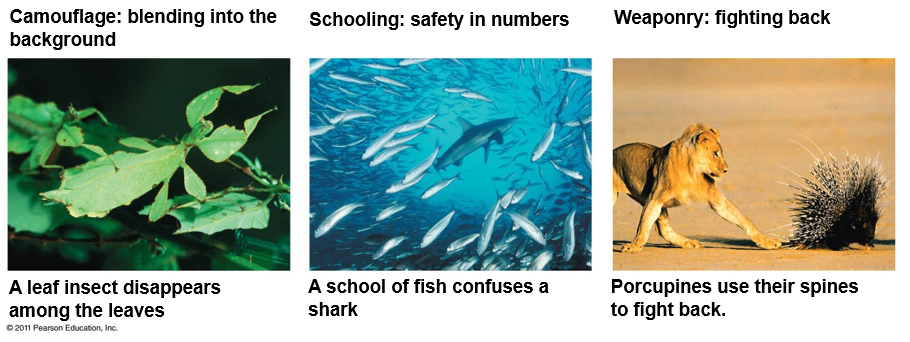 Camouflage: blending into the
background
Schooling: safety in numbers
Weaponry: fighting back
A leaf insect disappears
among the leaves
A school of fish confuses a
shark
Porcupines use their spines
to fight back.
© 2011 Pearson Education, Inc.